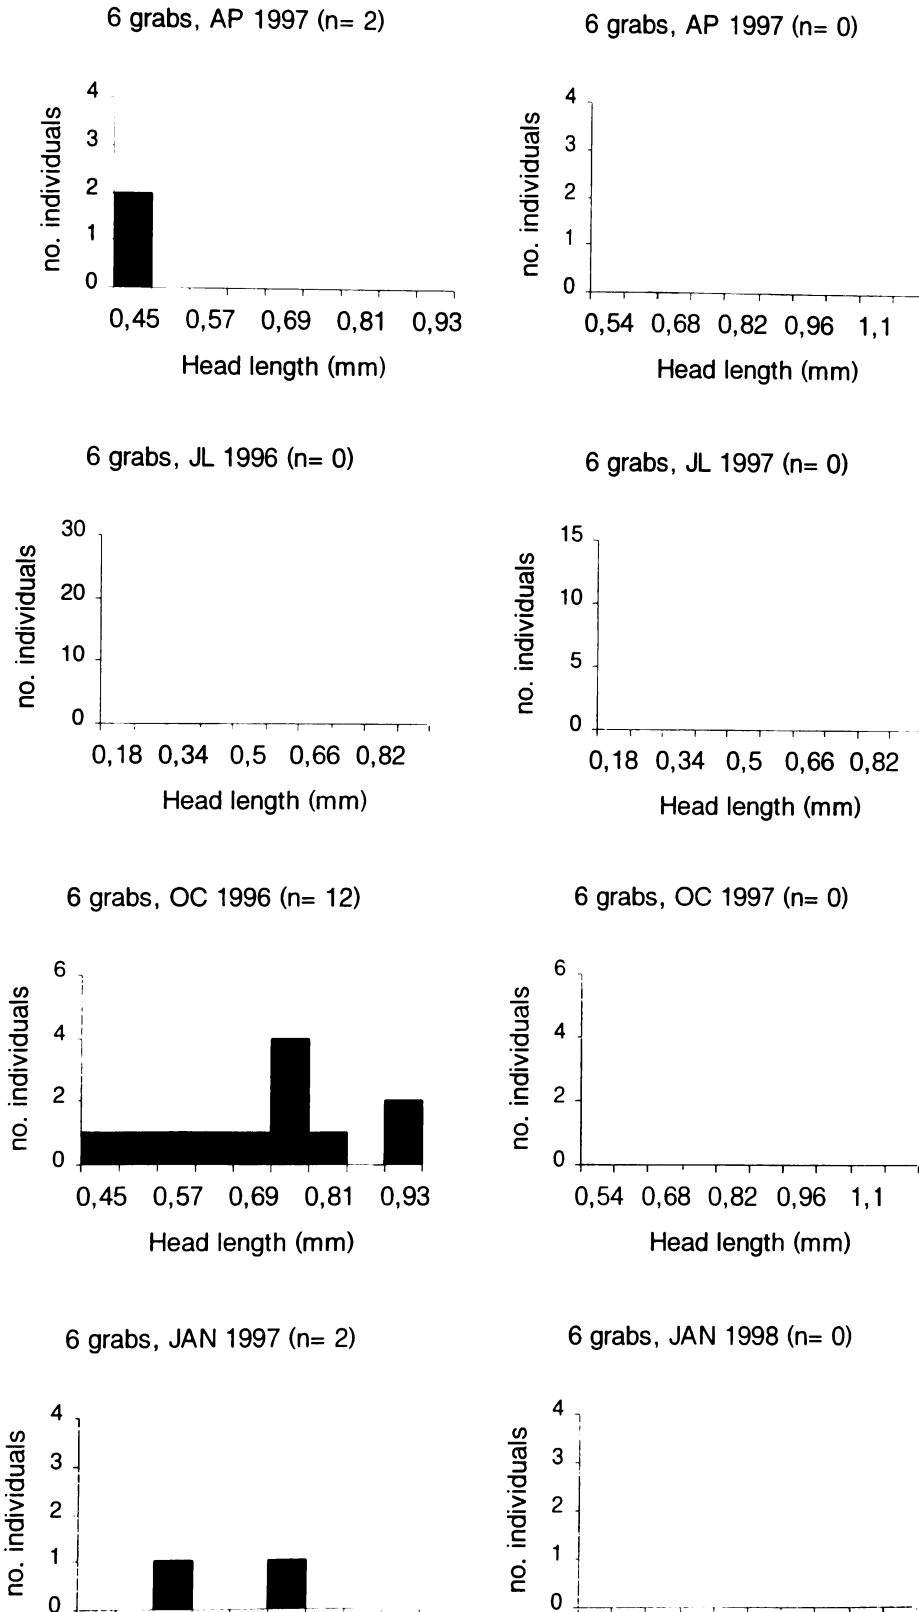 6 grabs, AP 1997 (n= 2)
4
3
2
1
0
no. individuals
0,45 0,57 0,69 0,81 0,93
Head length (mm)
6 grabs, AP 1997 (n= 0)
4
3
2
1
0
no. individuals
0,54 0,68 0,82 0,96 1,1
Head length (mm)
6 grabs, JL 1996 (n= 0)
30
20
10
0
no. individuals
0,18 0,34 0,5 0,66 0,82
Head length (mm)
6 grabs, JL 1997 (n= 0)
15
10
5
0
no. individuals
0,18 0,34 0,5 0,66 0,82
Head length (mm)
6 grabs, OC 1996 (n= 12)
6
4
2
0
no. individuals
0,45 0,57 0,69 0,81 0,93
Head length (mm)
6 grabs, OC 1997 (n= 0)
6
4
2
0
no. individuals
0,54 0,68 0,82 0,96 1,1
Head length (mm)
6 grabs, JAN 1997 (n= 2)
4
3
2
1
0
no. individuals
6 grabs, JAN 1998 (n= 0)
4
3
2
1
0
no. individuals